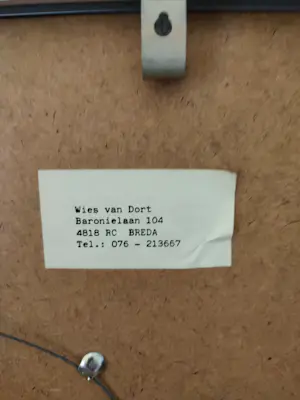 Wies van Dort
Baronielaan 104
4818 RC BREDA
Tel.: 076 - 213667